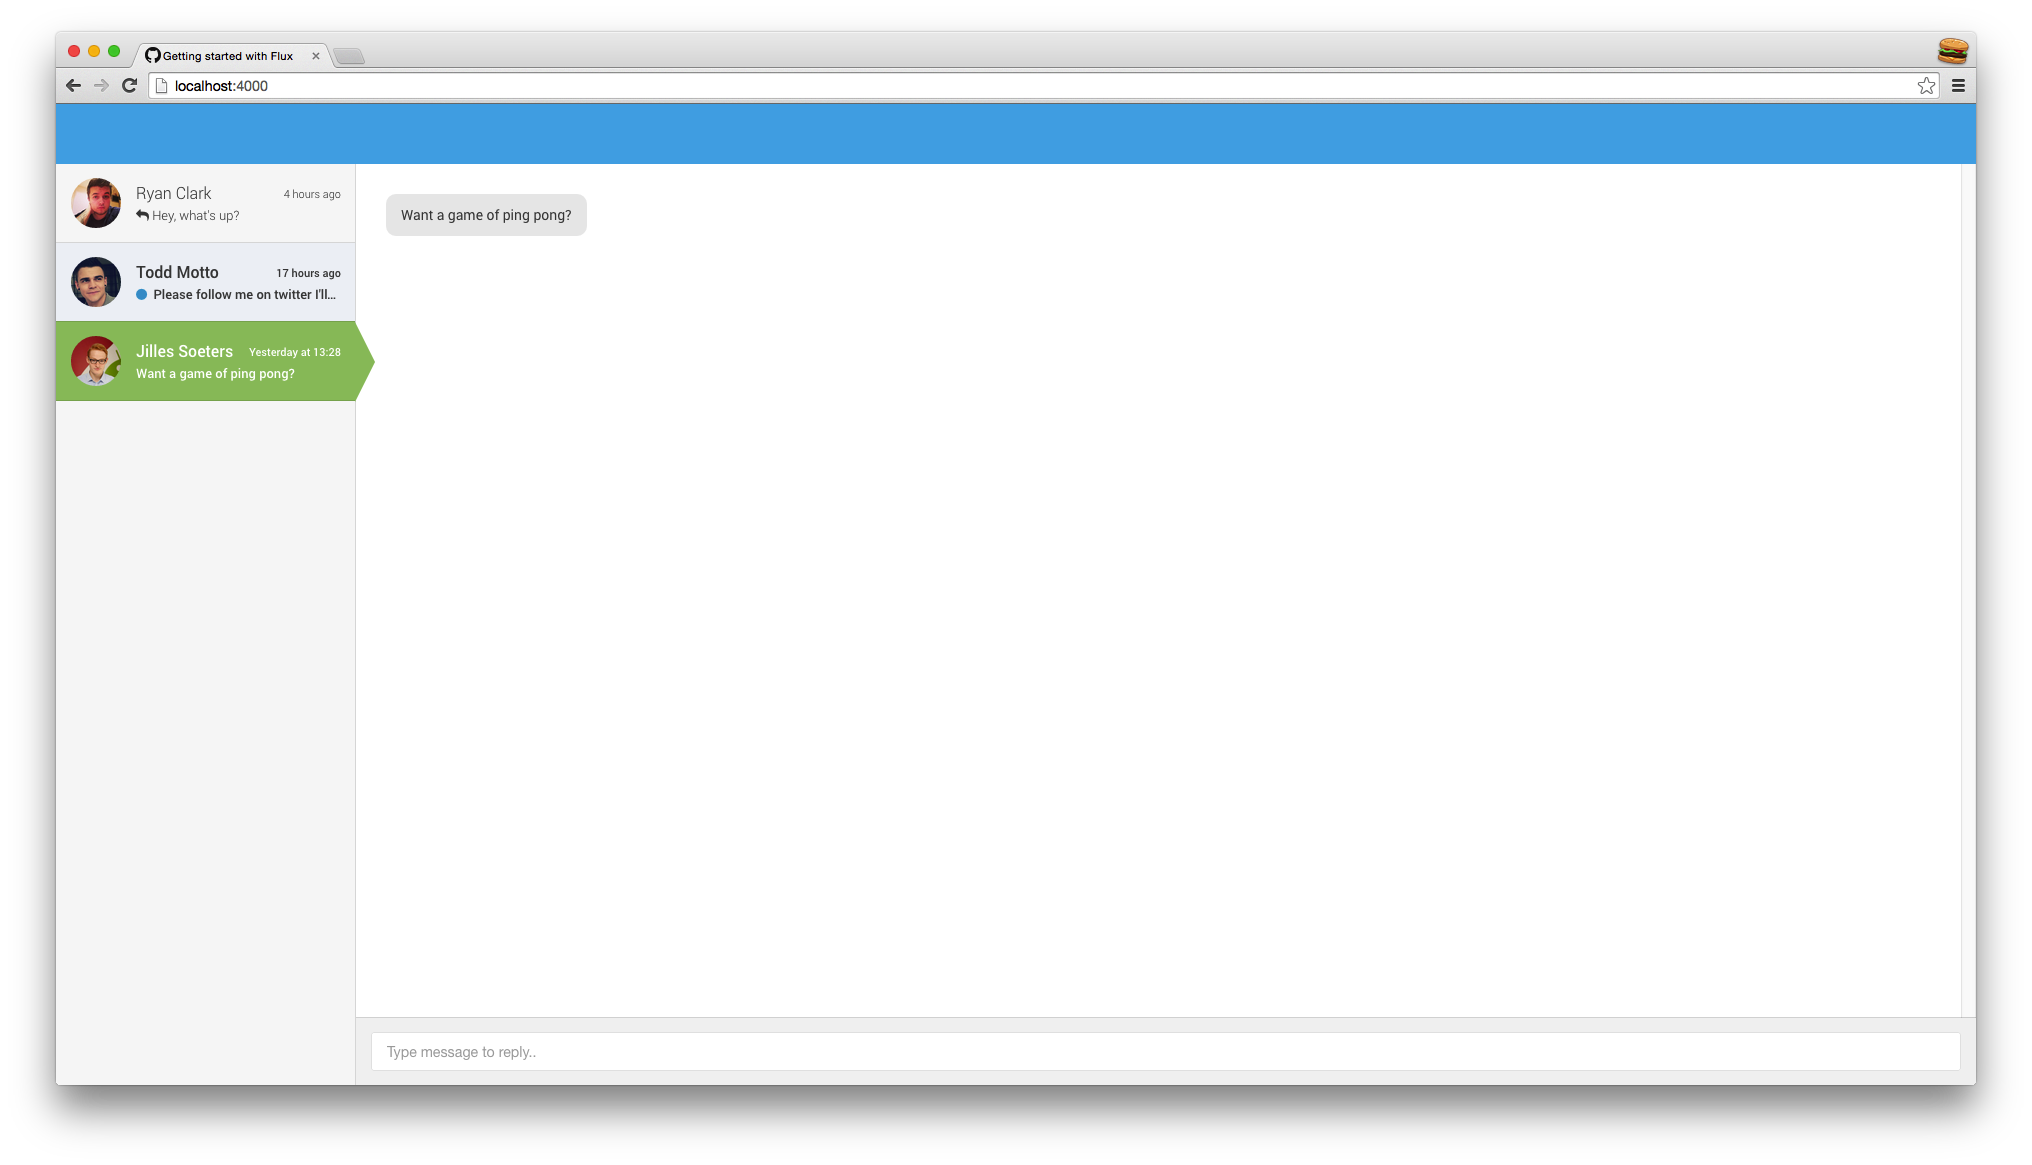 Getting started with Flux
localhost:4000
Ryan Clark 4 hours ago
Hey, what's up?
Todd Motto 17 hours ago
Please follow me on twitter I'll...
Jilles Soeters Yesterday at 13:28
Want a game of ping pong?
Want a game of ping pong?
Type message to reply..